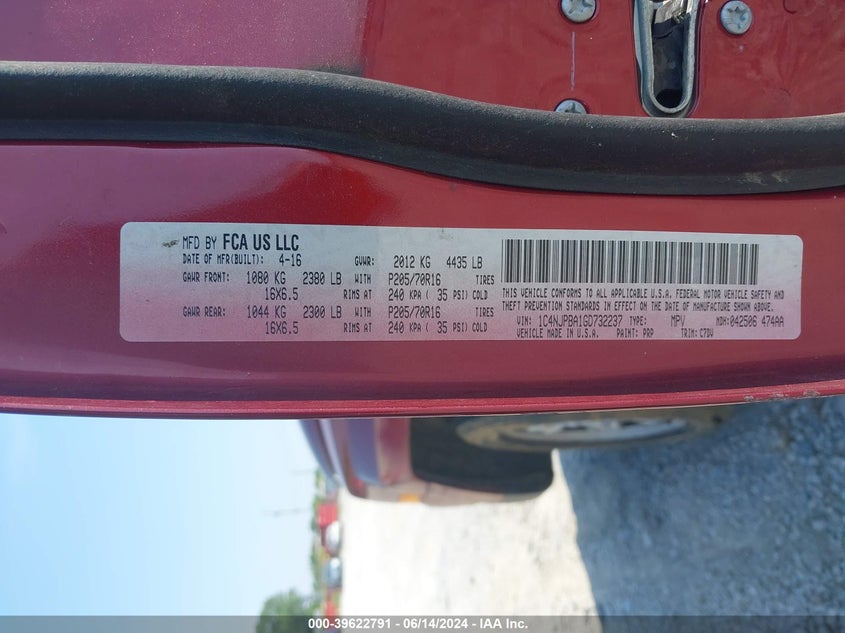 MFD BY FCA US LLC
DATE OF MFR(BUILT): 4-16 GVWR: 2012 KG 4435 LB
GAWR FRONT: 1080 KG 2380 LB WITH P205/70R16 TIRES
16X6.5 RIMS AT 240 KPA ( 35 PSI) COLD
GAWR REAR: 1044 KG 2300 LB WITH P205/70R16 TIRES
16X6.5 RIMS AT 240 KPA ( 35 PSI) COLD
THIS VEHICLE CONFORMS TO ALL APPLICABLE U.S.A. FEDERAL MOTOR VEHICLE SAFETY AND
THEFT PREVENTION STANDARDS IN EFFECT ON THE DATE OF MANUFACTURE SHOWN ABOVE.
VIN: 1C4NJPBA1GD732237 TYPE: MPV MDH: 042506 474AA
VEHICLE MADE IN U.S.A. PAINT: PRP TRIM: C7DV
000-39622791 - 06/14/2024 - IAA